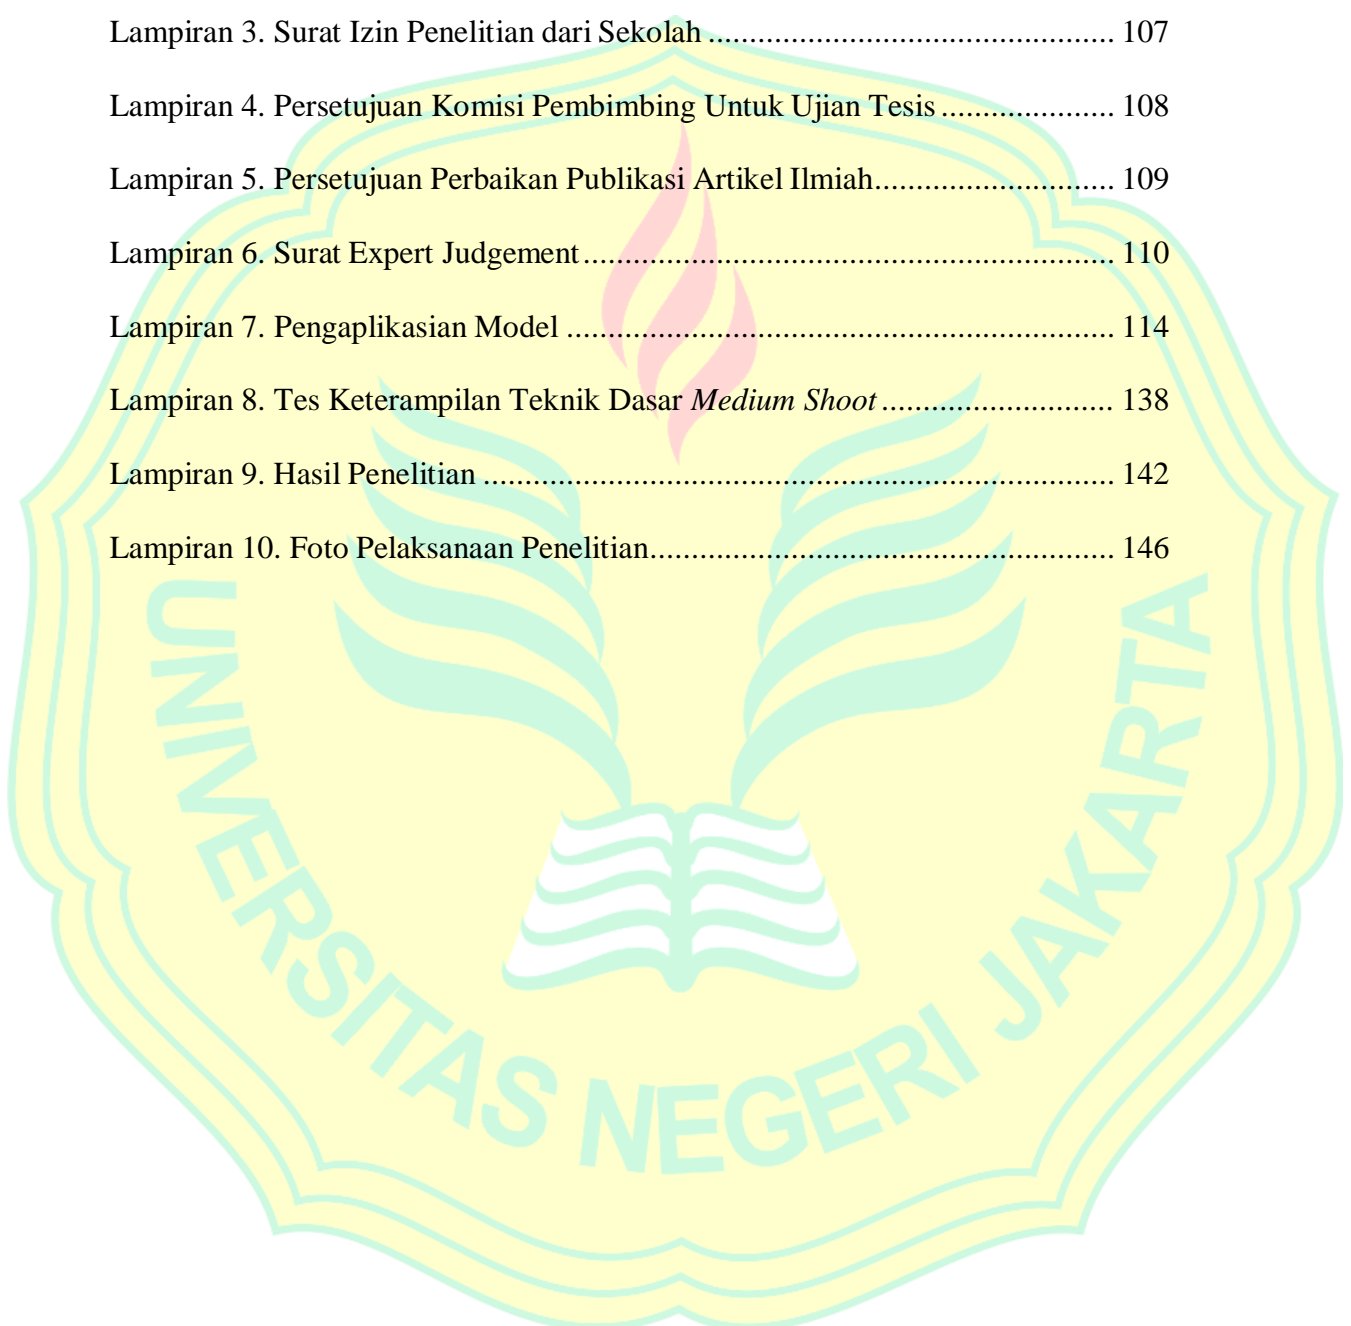 Lampiran 3. Surat Izin Penelitian dari Sekolah ................................................. 107
Lampiran 4. Persetujuan Komisi Pembimbing Untuk Ujian Tesis ..................... 108
Lampiran 5. Persetujuan Perbaikan Publikasi Artikel Ilmiah............................. 109
Lampiran 6. Surat Expert Judgement................................................................ 110
Lampiran 7. Pengaplikasian Model .................................................................. 114
Lampiran 8. Tes Keterampilan Teknik Dasar Medium Shoot ............................ 138
Lampiran 9. Hasil Penelitian ............................................................................ 142
Lampiran 10. Foto Pelaksanaan Penelitian........................................................ 146
UNIVERSITAS NEGERI JAKARTA